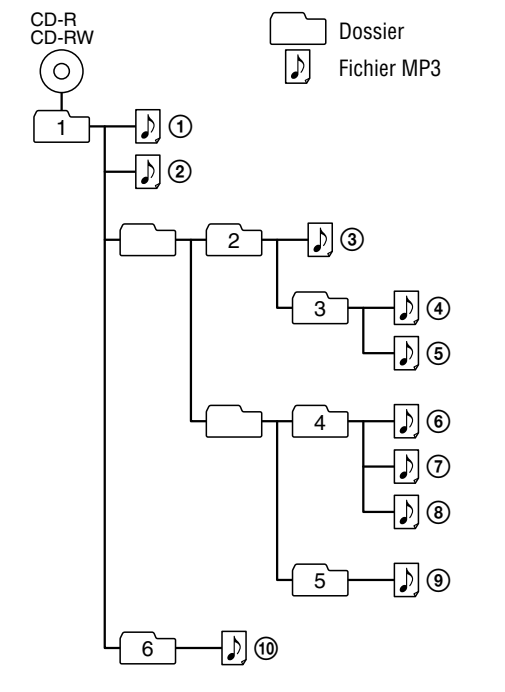 CD-R
CD-RW
Dossier
Fichier MP3
1 ①
②
2 ③
3 ④
⑤
4 ⑥
⑦
⑧
5 ⑨
6 ⑩